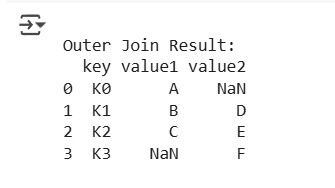 Outer Join Result:
key value1 value2
0 K0 A NaN
1 K1 B D
2 K2 C E
3 K3 NaN F